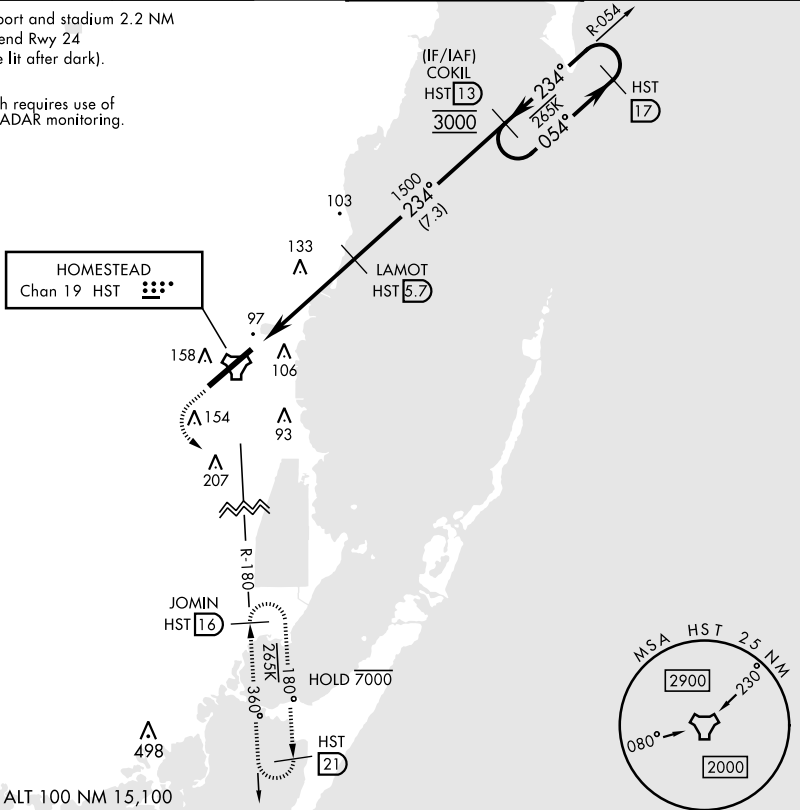 port and stadium 2.2 NM
end Rwy 24
lit after dark).
requires use of
ADAR monitoring.
R-054
(IF/IAF)
COKIL
HST 13
3000
234°
265K
054°
HST
17
1500
234°
(7.3)
103
133
LAMOT
HST 5.7
HOMESTEAD
Chan 19 HST
97
158
106
154
93
207
R-180
JOMIN
HST 16
265K
180°
360°
HOLD 7000
HST
21
498
ALT 100 NM 15,100
MSA HST 25 NM
2900
230°
080°
2000